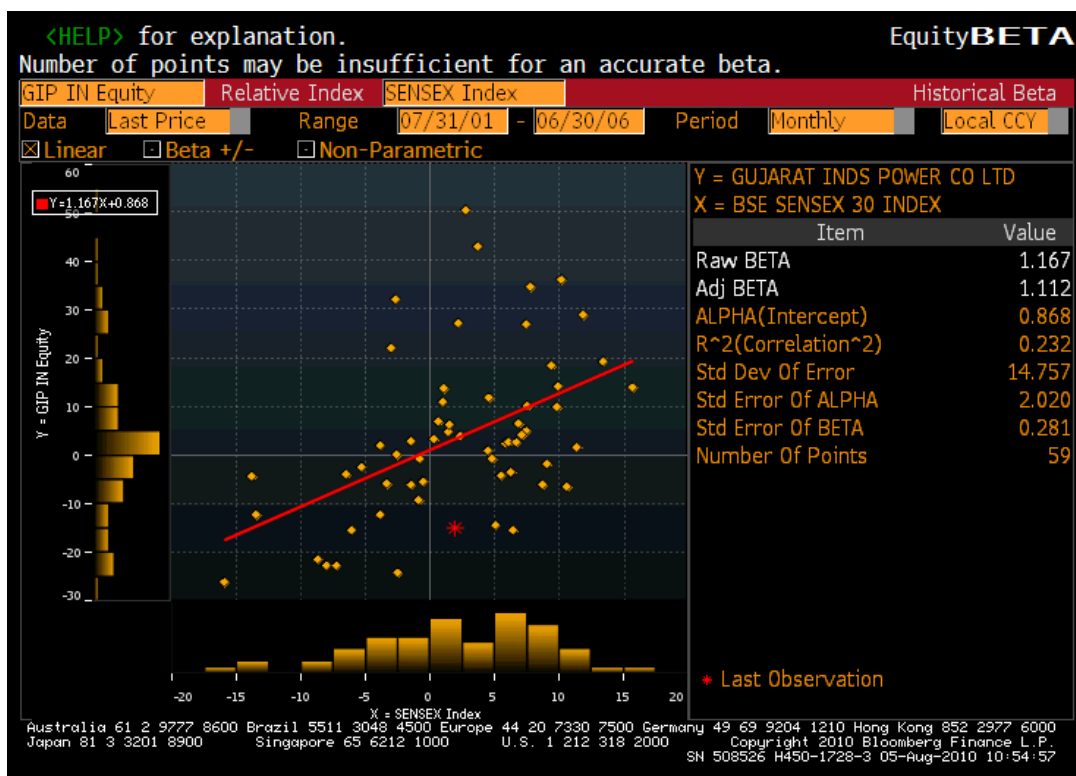 <HELP> for explanation. EquityBETA
Number of points may be insufficient for an accurate beta.
GIP IN Equity Relative Index SENSEX Index Historical Beta
Data Last Price Range 07/31/01 - 06/30/06 Period Monthly Local CCY
Linear Beta +/- Non-Parametric
60
Y=1.167X+0.868
50
40
30
20
10
0
-10
-20
-30
Y = GIP IN Equity
-20 -15 -10 -5 0 5 10 15 20
X = SENSEX Index
Y = GUJARAT INDS POWER CO LTD
X = BSE SENSEX 30 INDEX
Item Value
Raw BETA 1.167
Adj BETA 1.112
ALPHA(Intercept) 0.868
R^2(Correlation^2) 0.232
Std Dev Of Error 14.757
Std Error Of ALPHA 2.020
Std Error Of BETA 0.281
Number Of Points 59
* Last Observation
Australia 61 2 9777 8600 Brazil 5511 3048 4500 Europe 44 20 7330 7500 Germany 49 69 9204 1210 Hong Kong 852 2977 6000
Japan 81 3 3201 8900 Singapore 65 6212 1000 U.S. 1 212 318 2000 Copyright 2010 Bloomberg Finance L.P.
SN 508526 H450-1728-3 05-Aug-2010 10:54:57